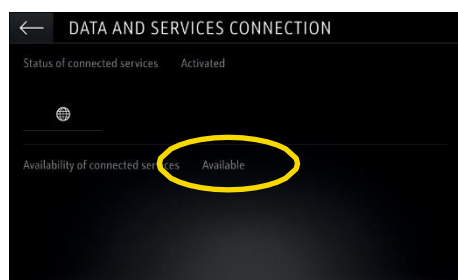 DATA AND SERVICES CONNECTION
Status of connected services Activated
Availability of connected services Available